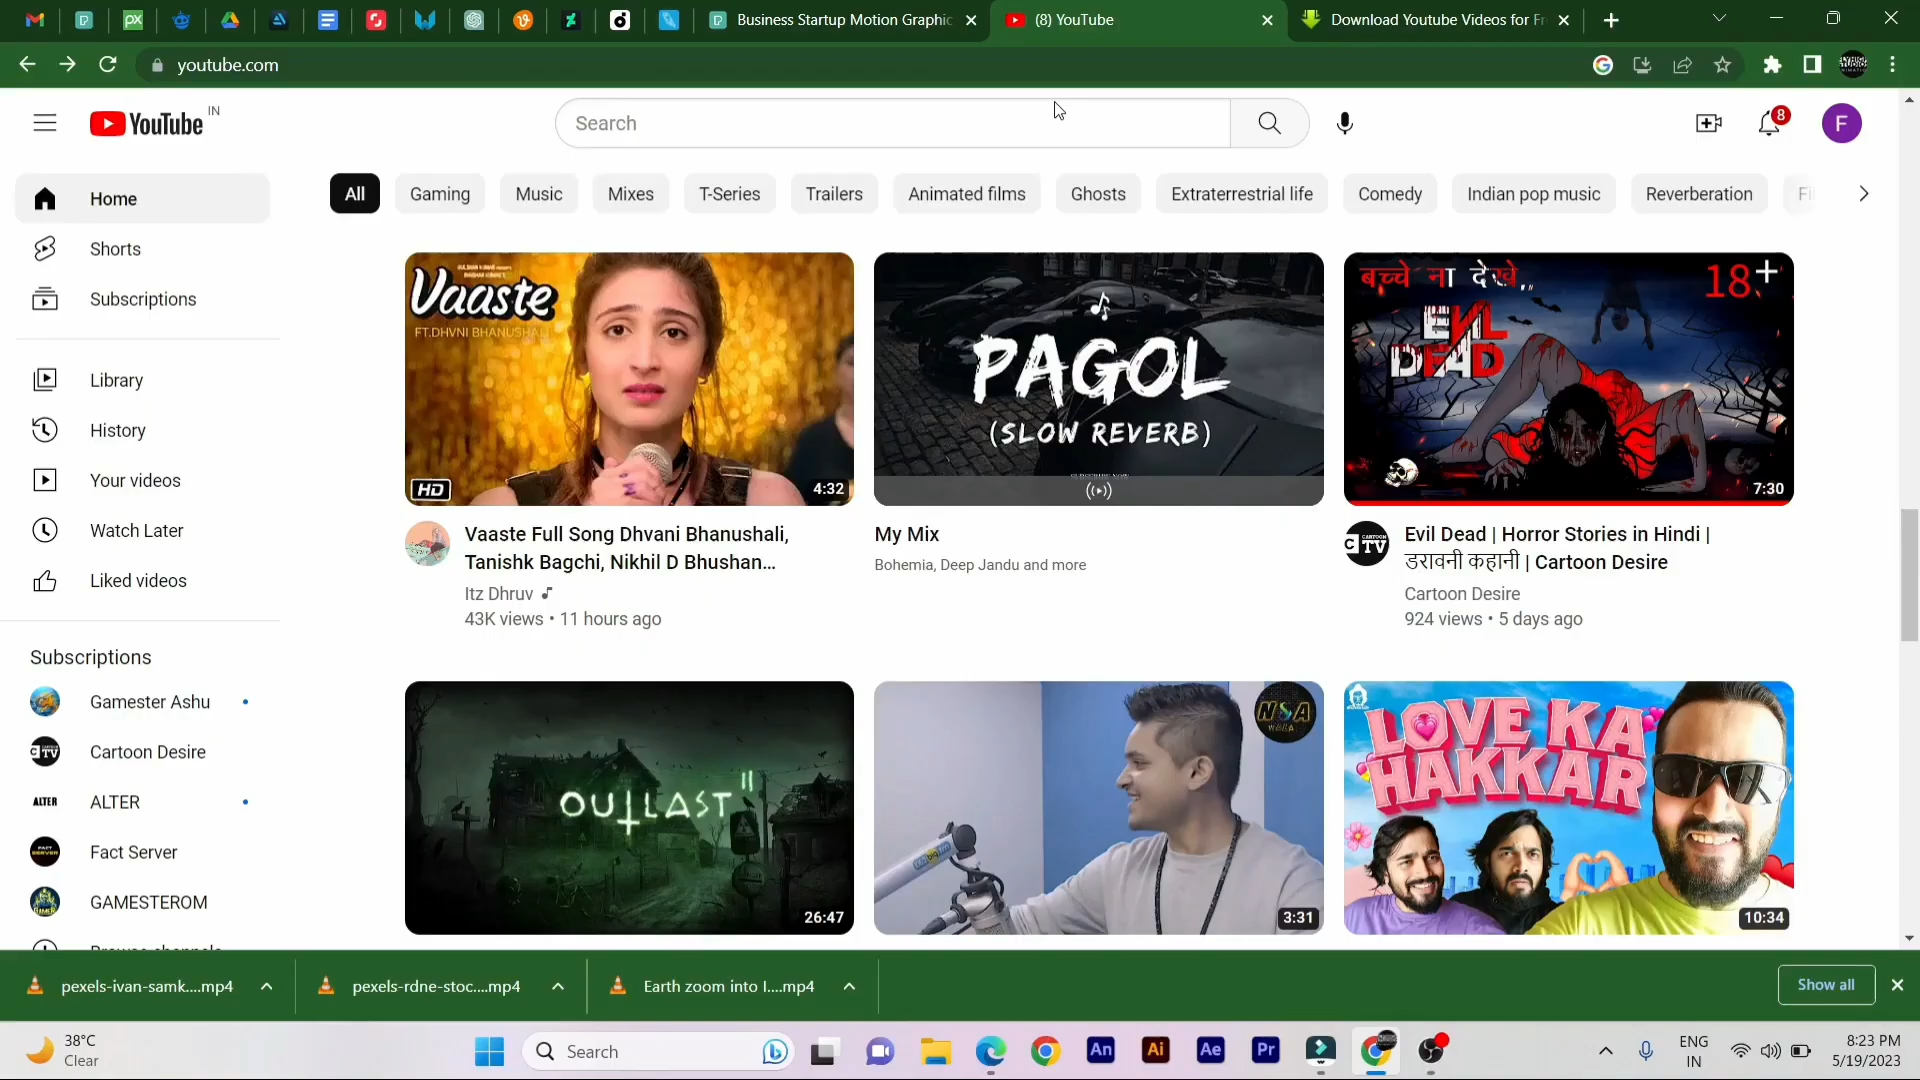 Business Startup Motion Graphic
(8) YouTube
Download Youtube Videos for Fr
youtube.com
YouTube IN
Search
8
F
Home
Shorts
Subscriptions
Library
History
Your videos
Watch Later
Liked videos
Subscriptions
Gamester Ashu
Cartoon Desire
ALTER
ALTER
Fact Server
GAMESTEROM
All
Gaming
Music
Mixes
T-Series
Trailers
Animated films
Ghosts
Extraterrestrial life
Comedy
Indian pop music
Reverberation
Vaaste
FT.DHVNI BHANUSHALI
HD
4:32
PAGOL
(SLOW REVERB)
बच्चे ना देखे,,
18+
EVIL
DEAD
7:30
Vaaste Full Song Dhvani Bhanushali,
Tanishk Bagchi, Nikhil D Bhushan...
Itz Dhruv
43K views • 11 hours ago
My Mix
Bohemia, Deep Jandu and more
CARTOON
TV
Evil Dead | Horror Stories in Hindi |
डरावनी कहानी | Cartoon Desire
Cartoon Desire
924 views • 5 days ago
OUTLAST II
26:47
3:31
LOVE KA
HAKKAR
10:34
pexels-ivan-samk....mp4
pexels-rdne-stoc....mp4
Earth zoom into I....mp4
Show all
38°C
Clear
Search
An
Ai
Ae
Pr
ENG
IN
8:23 PM
5/19/2023